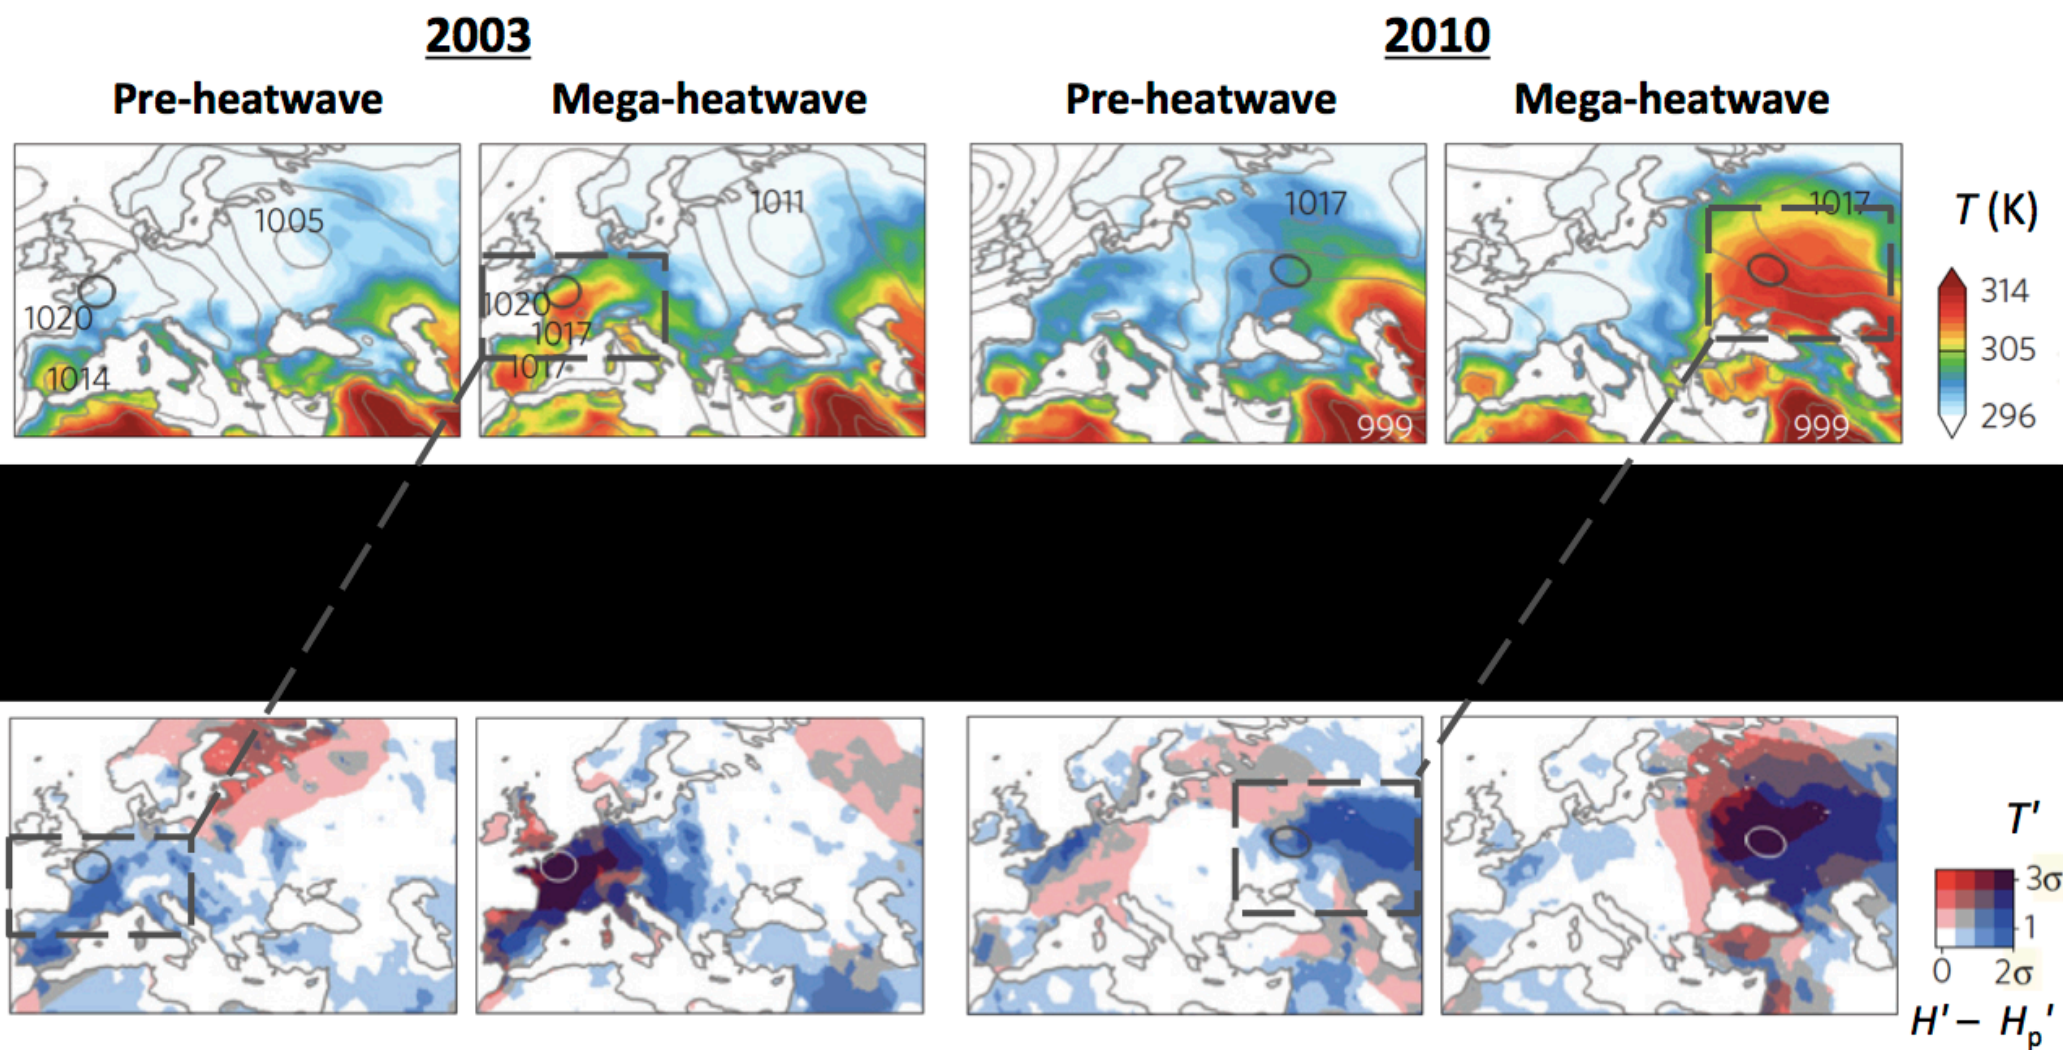 2003
2010
Pre-heatwave
Mega-heatwave
Pre-heatwave
Mega-heatwave
1005
1020
1014
1011
1020
1017
1017
1017
999
1017
999
T (K)
314
305
296
T′
3σ
1
0
2σ
H′ – Hp′